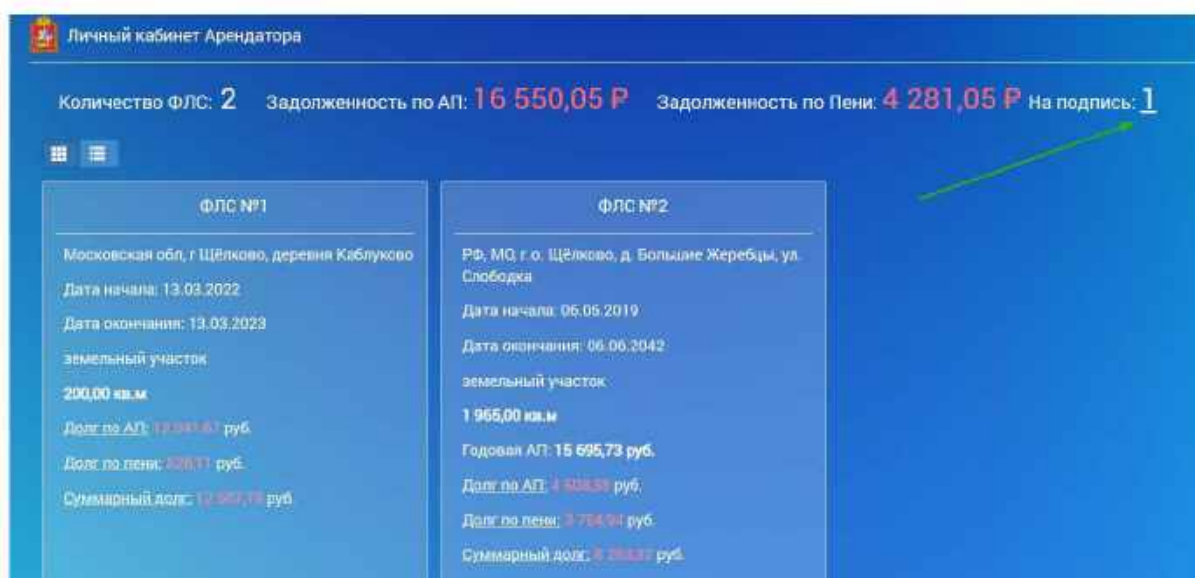 Личный кабинет Арендатора
Количество ФЛС: 2 Задолженность по АП: 16 550,05 ₽ Задолженность по Пени: 4 281,05 ₽ На подпись: 1
ФЛС №1
Московская обл, г Щёлково, деревня Каблуково
Дата начала: 13.03.2022
Дата окончания: 13.03.2023
земельный участок
200,00 кв.м
Долг по АП: руб.
Долг по пени: руб.
Суммарный долг: руб.
ФЛС №2
РФ, МО, г.о. Щёлково, д. Большие Жеребцы, ул.
Слободка
Дата начала: 06.06.2019
Дата окончания: 06.06.2042
земельный участок
1 965,00 кв.м
Годовая АП: 15 695,73 руб.
Долг по АП: руб.
Долг по пени: руб.
Суммарный долг: руб.